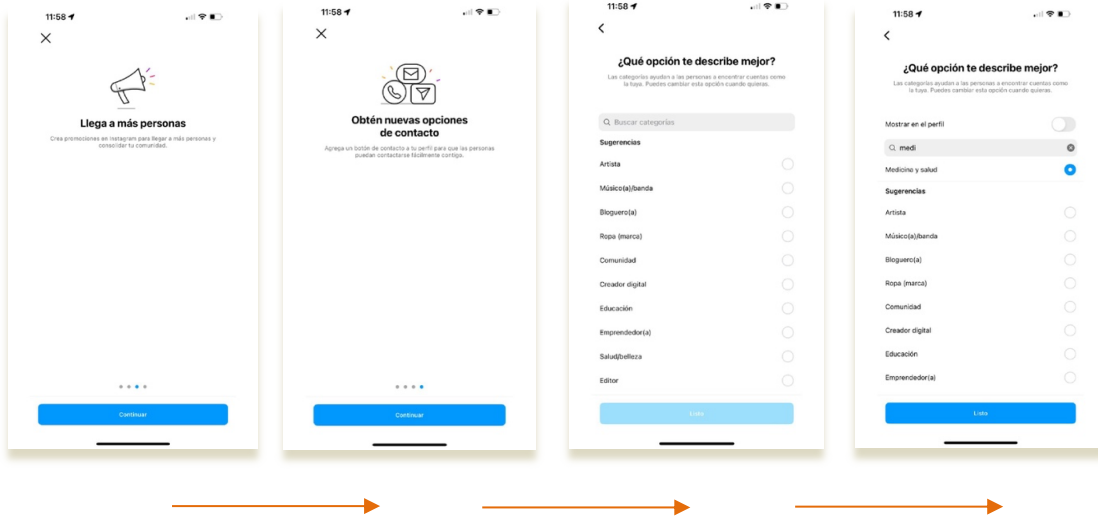 11:58
Llega a más personas
Crea promociones en Instagram para llegar a más personas y
consolidar tu comunidad.
Continuar
11:58
Obtén nuevas opciones
de contacto
Agrega un botón de contacto a tu perfil para que las personas
puedan contactarse fácilmente contigo.
Continuar
11:58
¿Qué opción te describe mejor?
Las categorías ayudan a las personas a encontrar cuentas como
la tuya. Puedes cambiar esta opción cuando quieras.
Buscar categorías
Sugerencias
Artista
Músico(a)/banda
Bloguero(a)
Ropa (marca)
Comunidad
Creador digital
Educación
Emprendedor(a)
Salud/belleza
Editor
Listo
11:58
¿Qué opción te describe mejor?
Las categorías ayudan a las personas a encontrar cuentas como
la tuya. Puedes cambiar esta opción cuando quieras.
Mostrar en el perfil
medi
Medicina y salud
Sugerencias
Artista
Músico(a)/banda
Bloguero(a)
Ropa (marca)
Comunidad
Creador digital
Educación
Emprendedor(a)
Listo